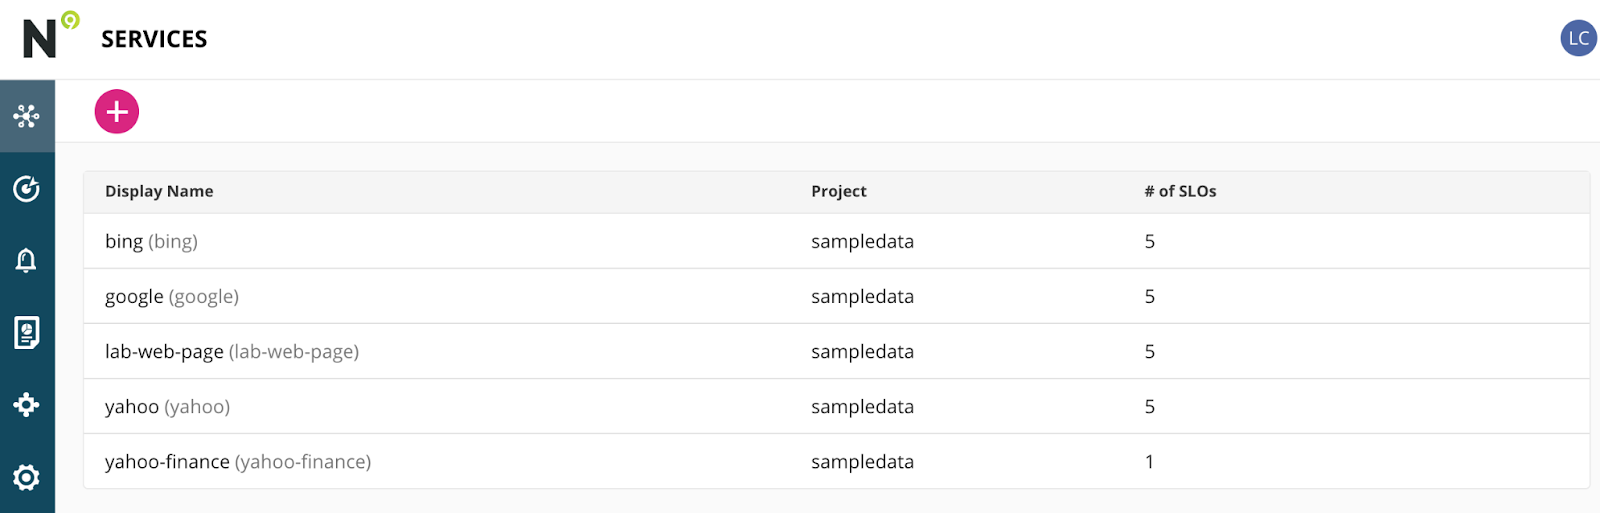 N9 SERVICES LC
Display Name Project # of SLOs
bing (bing) sampledata 5
google (google) sampledata 5
lab-web-page (lab-web-page) sampledata 5
yahoo (yahoo) sampledata 5
yahoo-finance (yahoo-finance) sampledata 1